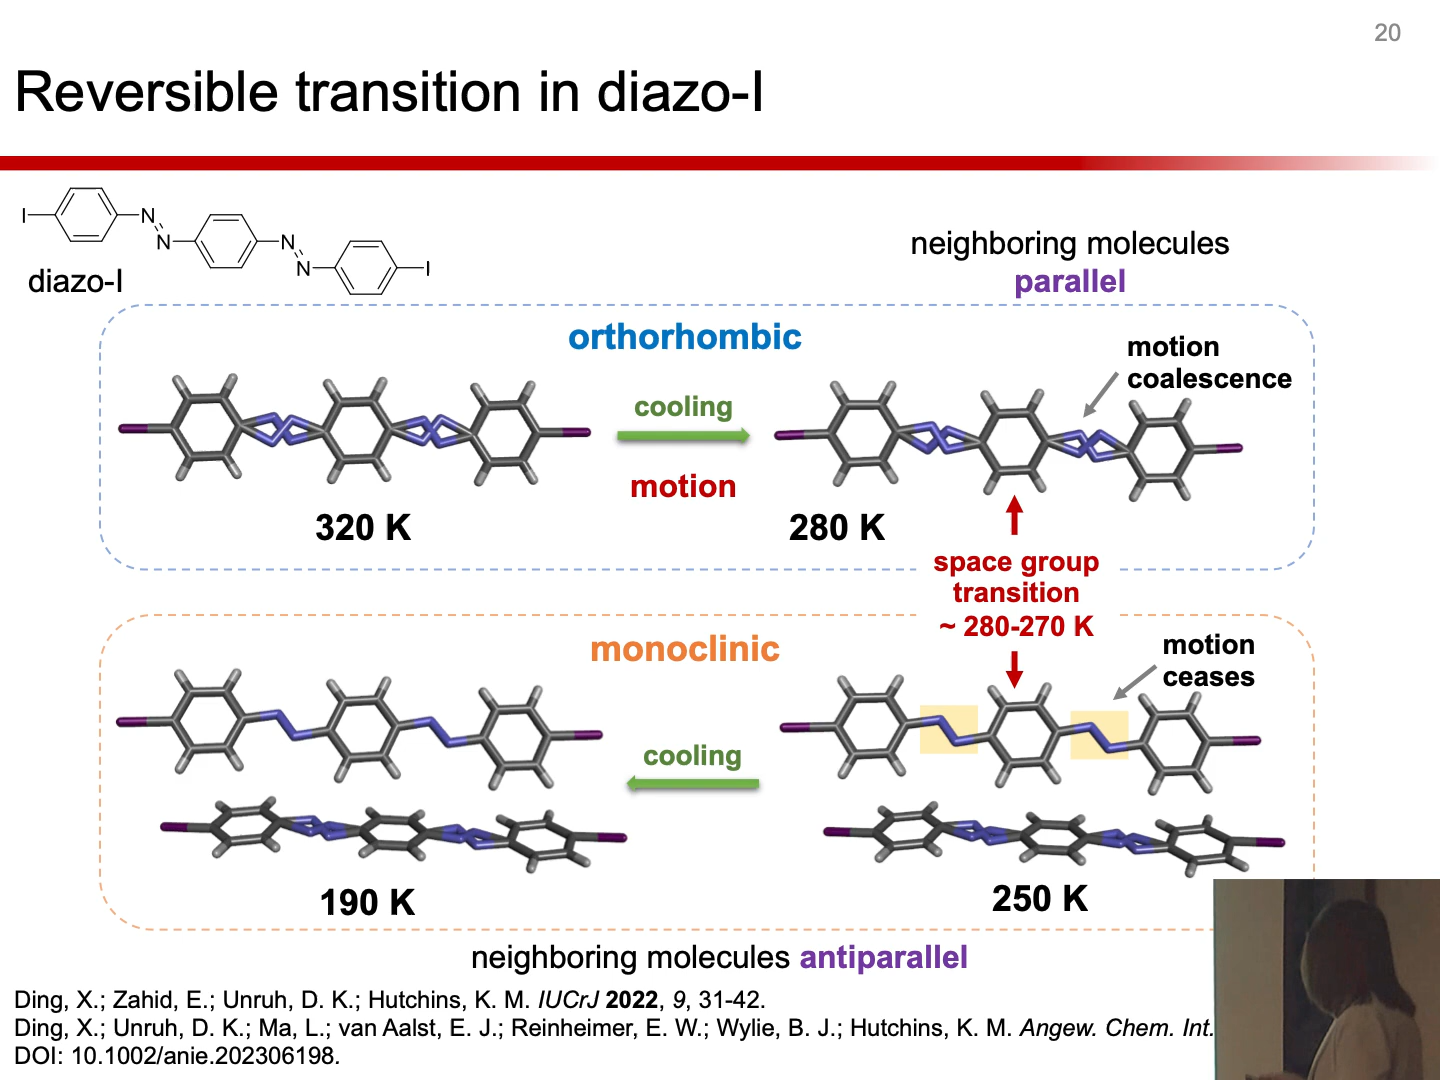 20
Reversible transition in diazo-I
I
N
N
N
N
I
diazo-I
neighboring molecules
parallel
orthorhombic
motion
coalescence
cooling
motion
320 K
280 K
space group
transition
~ 280-270 K
monoclinic
motion
ceases
cooling
190 K
250 K
neighboring molecules antiparallel
Ding, X.; Zahid, E.; Unruh, D. K.; Hutchins, K. M. IUCrJ 2022, 9, 31-42.
Ding, X.; Unruh, D. K.; Ma, L.; van Aalst, E. J.; Reinheimer, E. W.; Wylie, B. J.; Hutchins, K. M. Angew. Chem. Int.
DOI: 10.1002/anie.202306198.